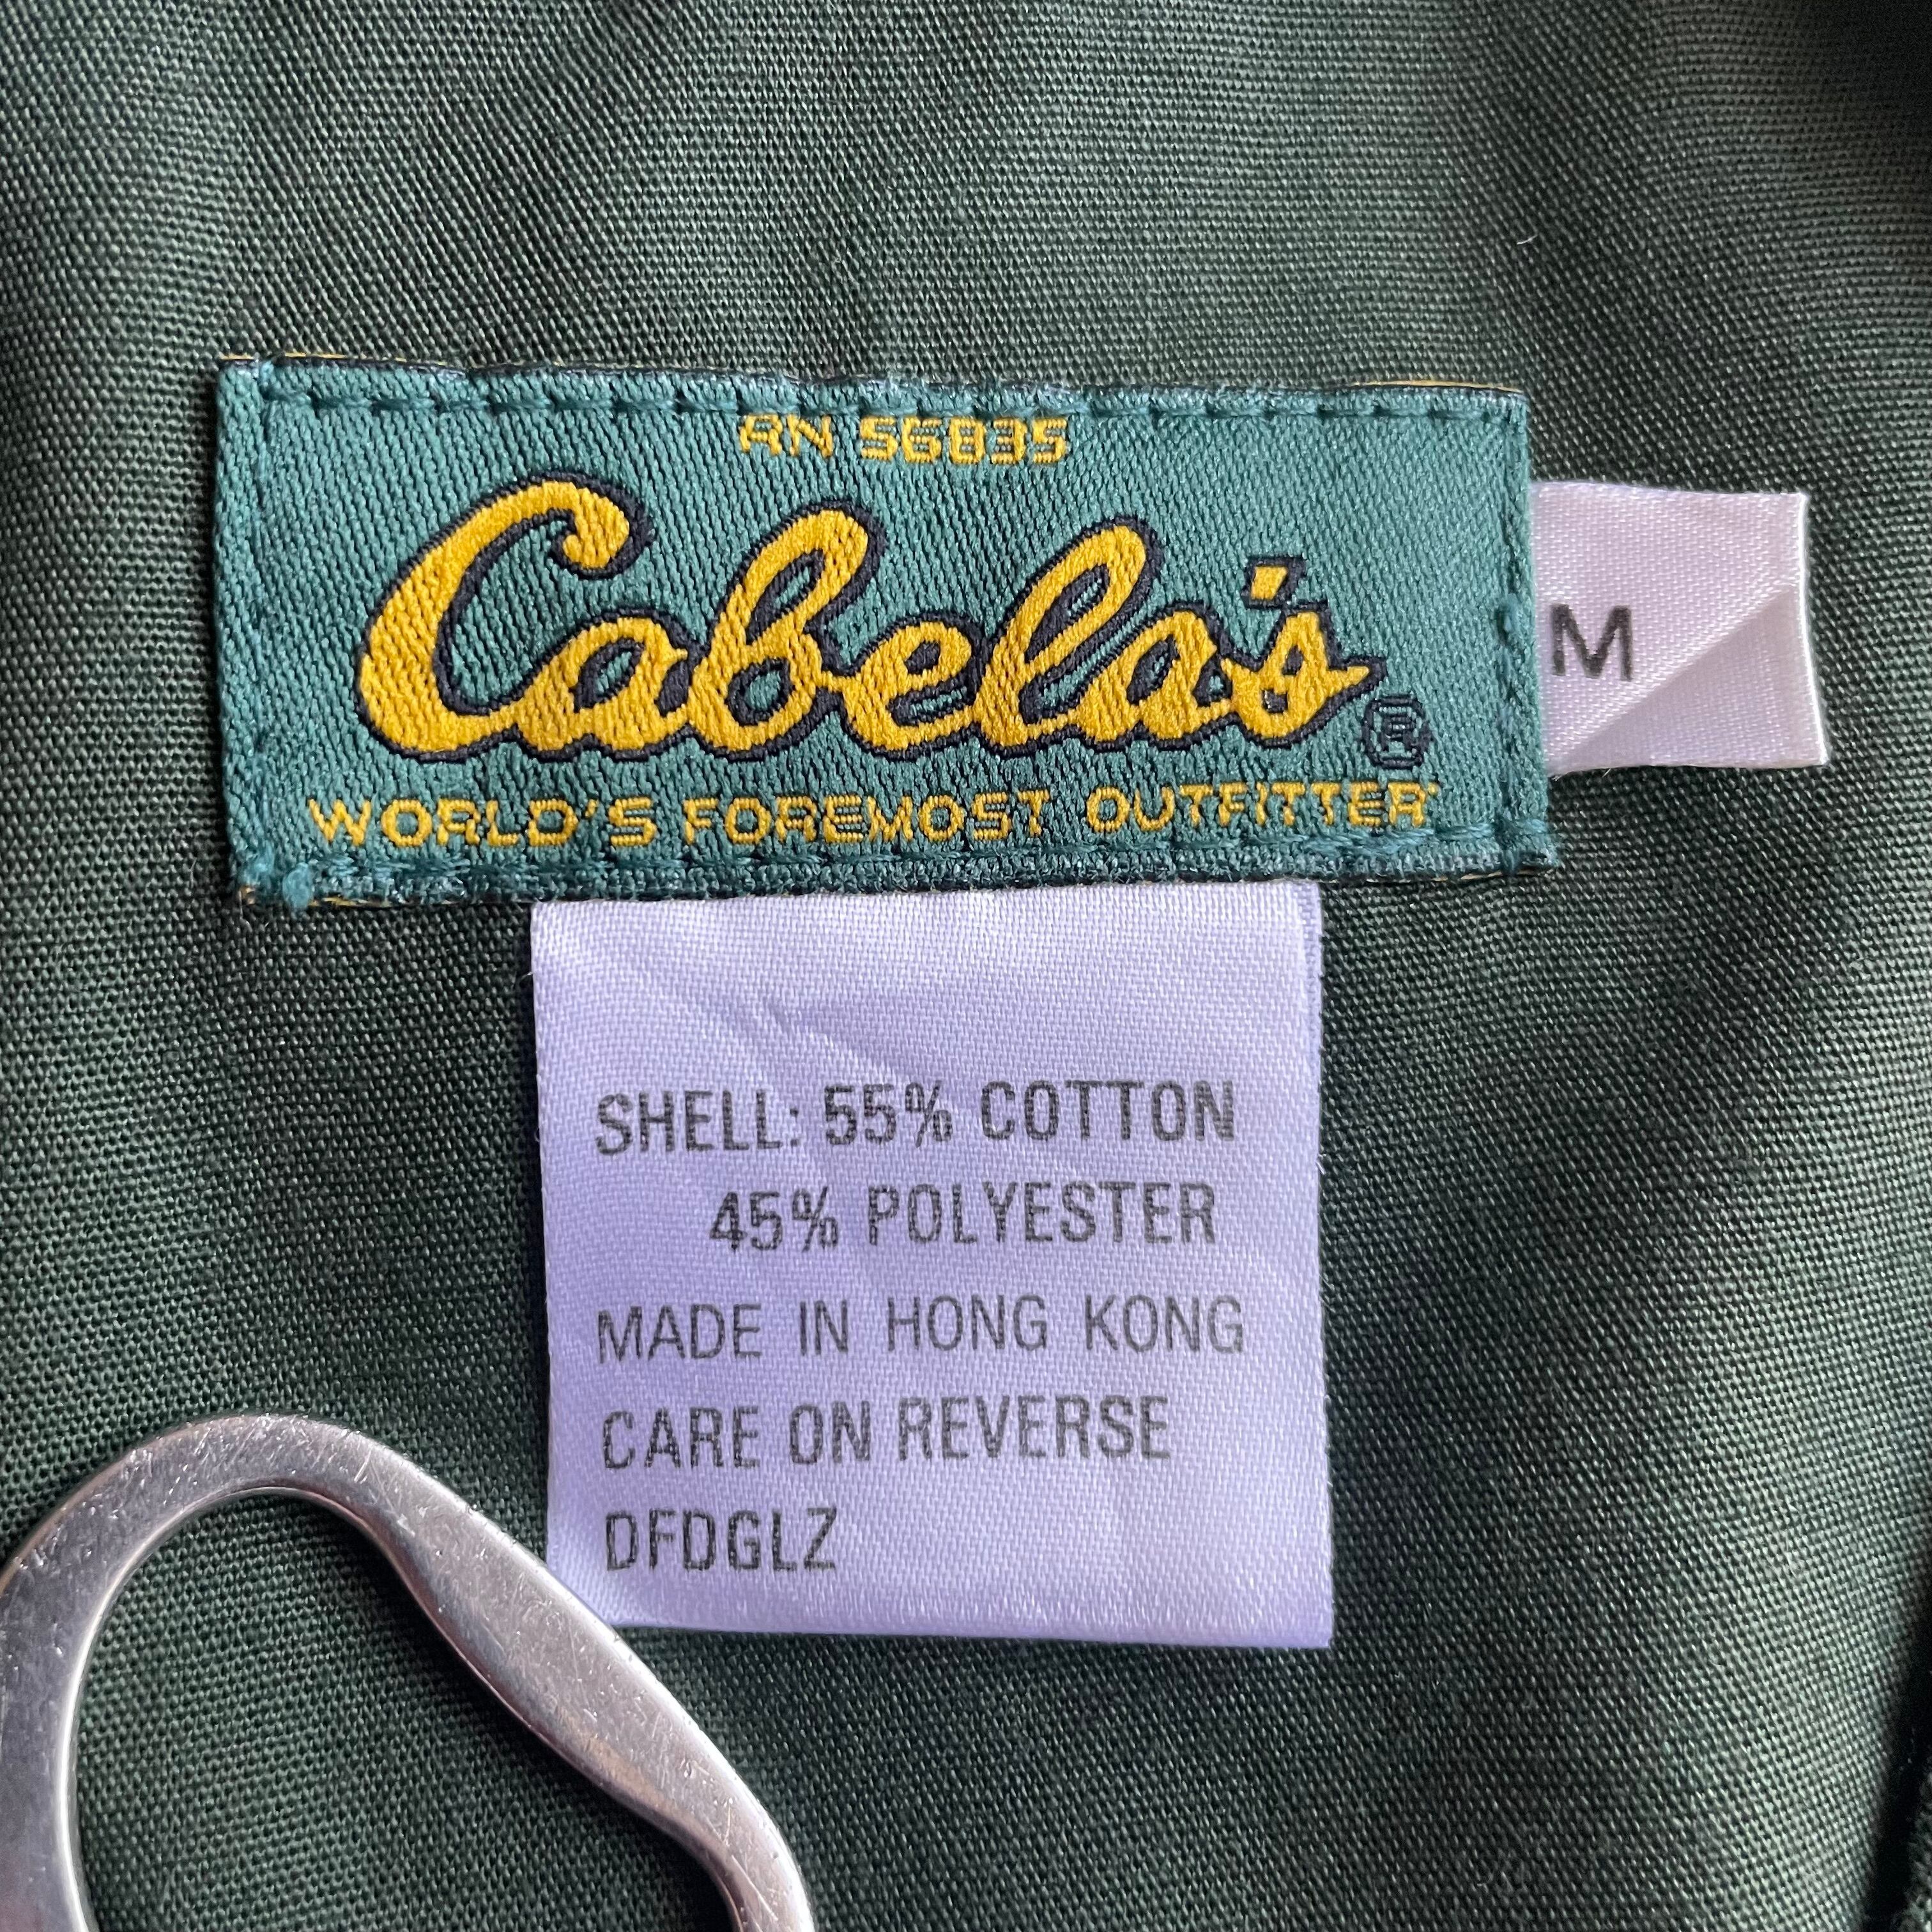 RN 56835
Cabela's®
WORLD'S FOREMOST OUTFITTER
M
SHELL: 55% COTTON
45% POLYESTER
MADE IN HONG KONG
CARE ON REVERSE
DFDGLZ